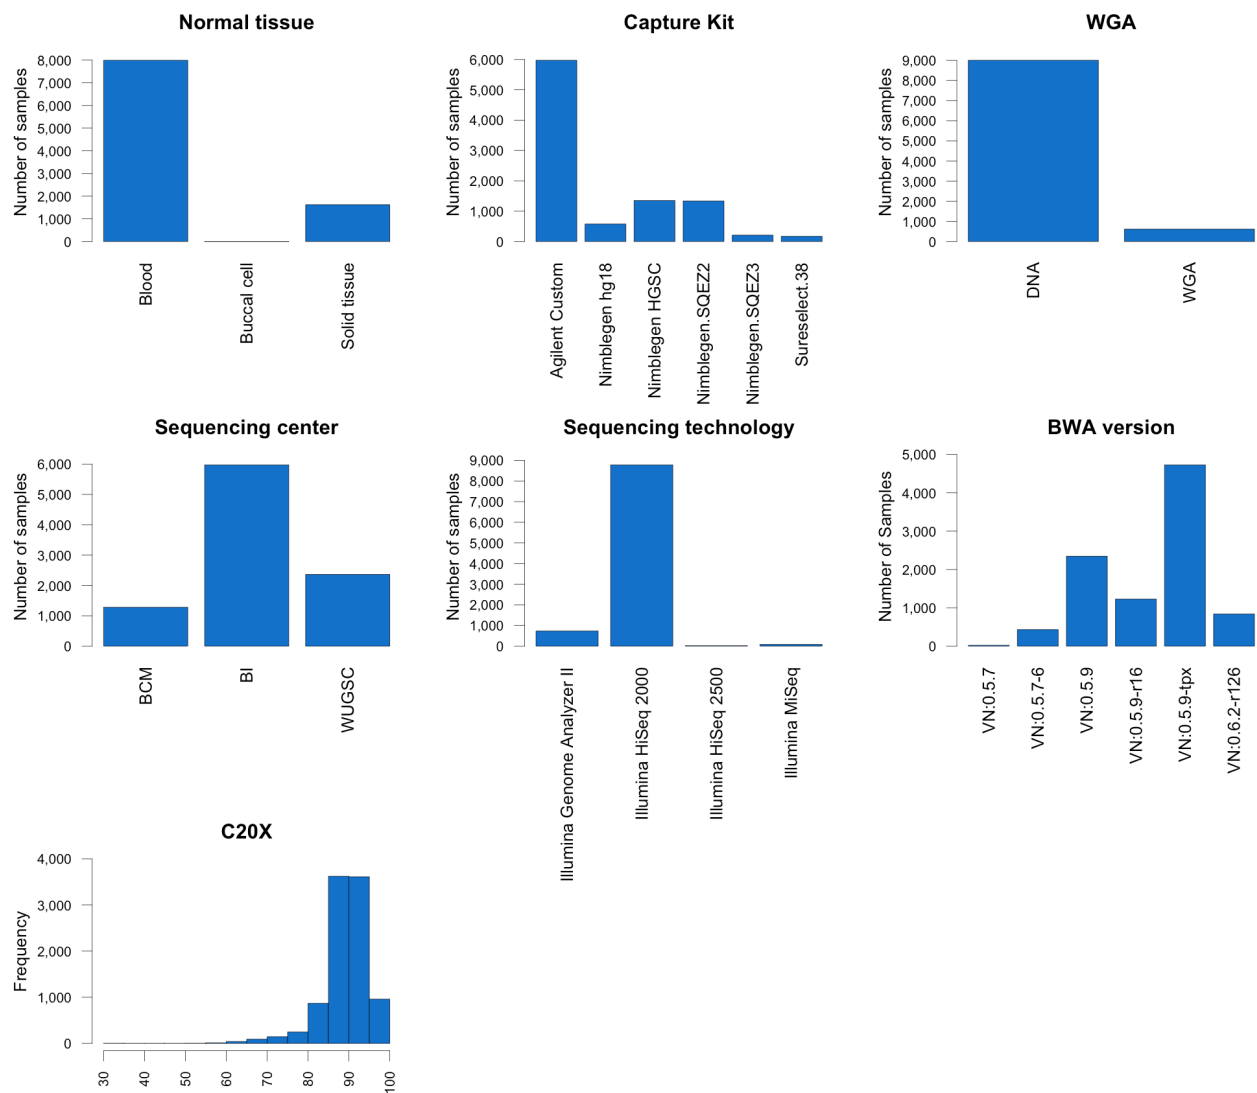 Normal tissue
Number of samples
8,000
7,000
6,000
5,000
4,000
3,000
2,000
1,000
0
Blood
Buccal cell
Solid tissue
Capture Kit
Number of samples
6,000
5,000
4,000
3,000
2,000
1,000
0
Agilent Custom
Nimblegen hg18
Nimblegen HGSC
Nimblegen.SQEZ2
Nimblegen.SQEZ3
Sureselect.38
WGA
Number of samples
9,000
8,000
7,000
6,000
5,000
4,000
3,000
2,000
1,000
0
DNA
WGA
Sequencing center
Number of samples
6,000
5,000
4,000
3,000
2,000
1,000
0
BCM
BI
WUGSC
Sequencing technology
Number of samples
9,000
8,000
7,000
6,000
5,000
4,000
3,000
2,000
1,000
0
Illumina Genome Analyzer II
Illumina HiSeq 2000
Illumina HiSeq 2500
Illumina MiSeq
BWA version
Number of Samples
5,000
4,000
3,000
2,000
1,000
0
VN:0.5.7
VN:0.5.7-6
VN:0.5.9
VN:0.5.9-r16
VN:0.5.9-tpx
VN:0.6.2-r126
C20X
Frequency
4,000
3,000
2,000
1,000
0
30
40
50
60
70
80
90
100